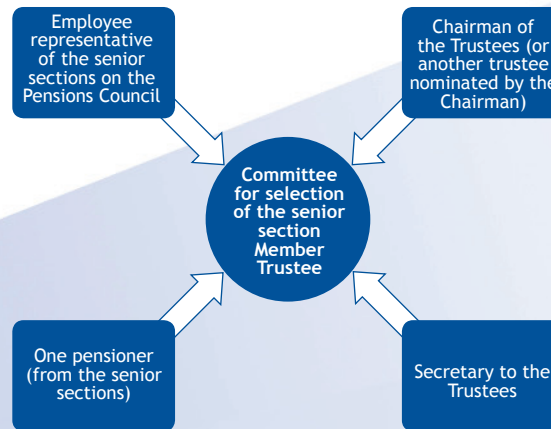 Employee
representative
of the senior
sections on the
Pensions Council
Chairman of
the Trustees (or
another trustee
nominated by the
Chairman)
Committee
for selection
of the senior
section
Member
Trustee
One pensioner
(from the senior
sections)
Secretary to the
Trustees